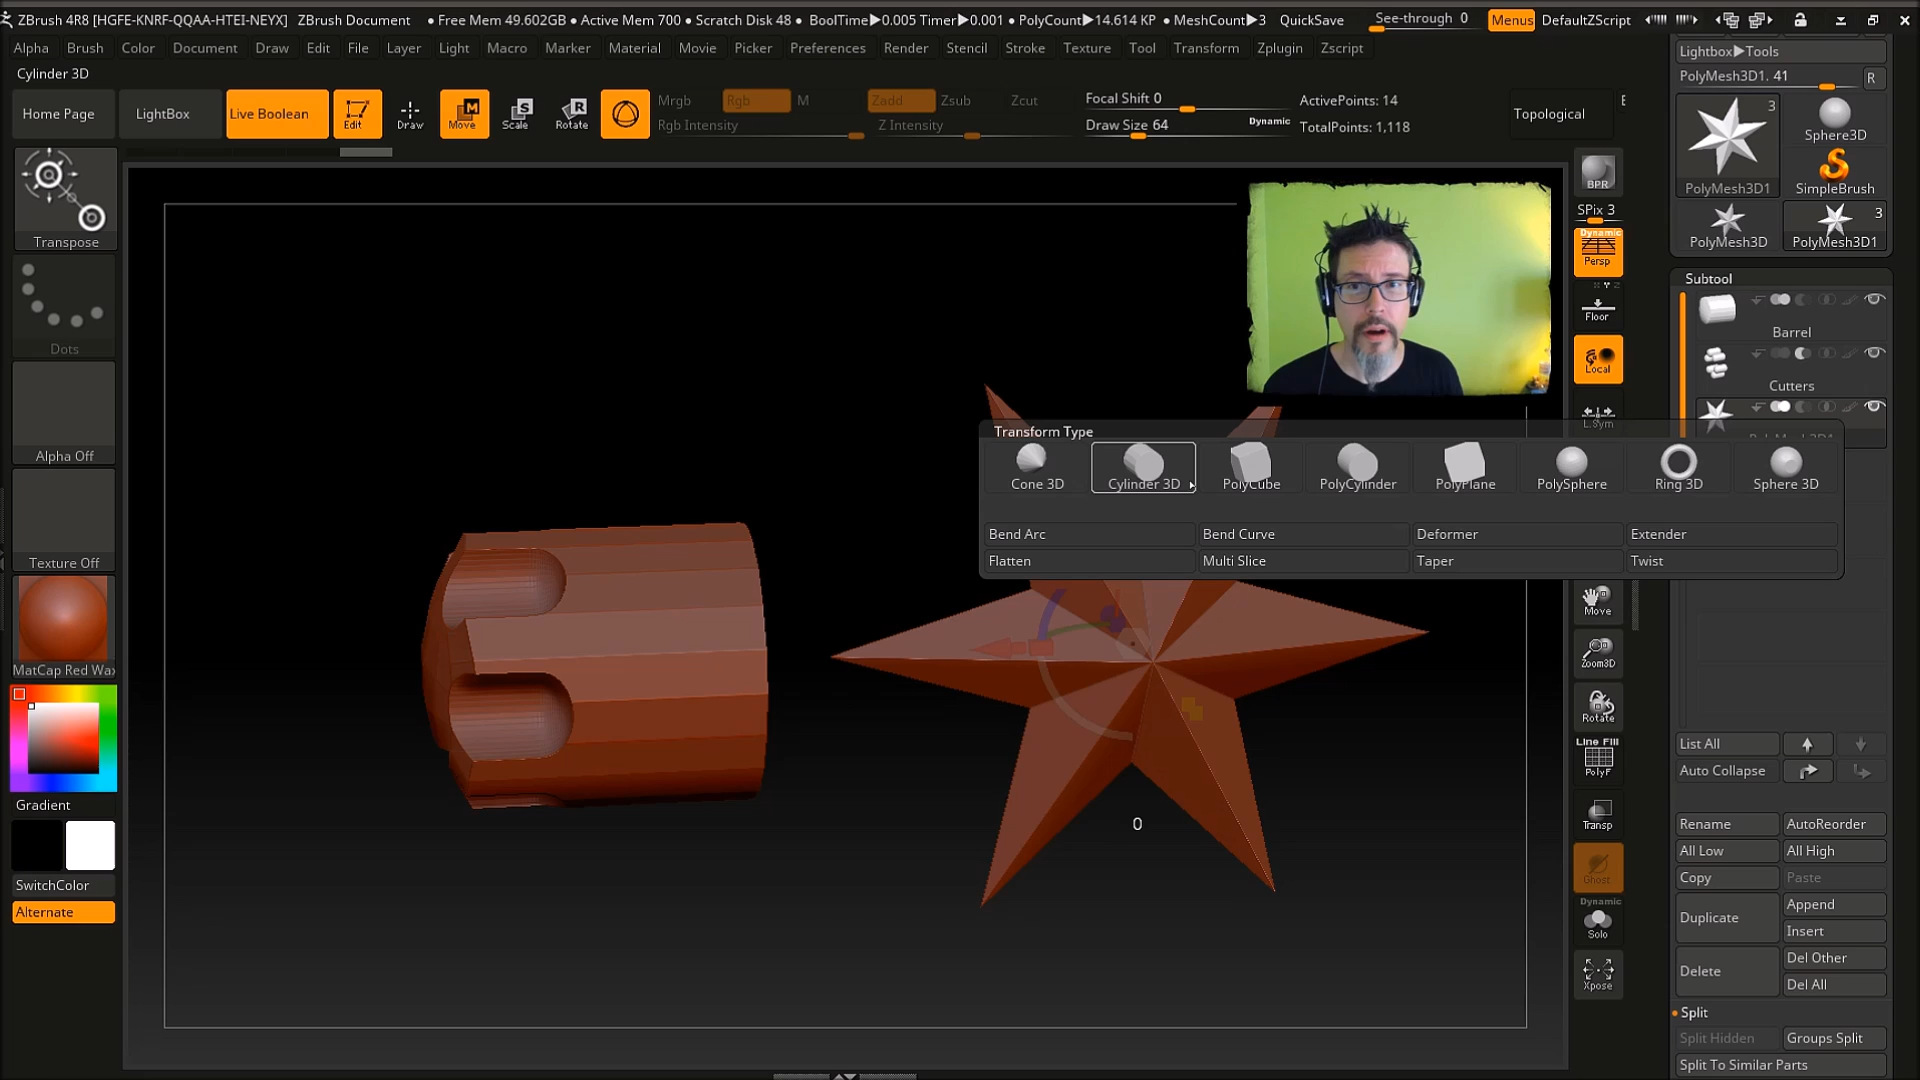 ZBrush 4R8 [HGFE-KNRF-QQAA-HTEI-NEYX] ZBrush Document • Free Mem 49.602GB • Active Mem 700 • Scratch Disk 48 • BoolTime▶0.005 Timer▶0.001 • PolyCount▶14.614 KP • MeshCount▶3 QuickSave See-through 0 Menus DefaultZScript
Alpha Brush Color Document Draw Edit File Layer Light Macro Marker Material Movie Picker Preferences Render Stencil Stroke Texture Tool Transform Zplugin Zscript
Cylinder 3D
Home Page LightBox Live Boolean Edit Draw Move Scale Rotate
M S R
Mrgb Rgb M Zadd Zsub Zcut
Rgb Intensity Z Intensity
Focal Shift 0
Draw Size 64 Dynamic
ActivePoints: 14
TotalPoints: 1,118
Topological
Transpose
Dots
Alpha Off
Texture Off
MatCap Red Wax
Gradient
SwitchColor
Alternate
Transform Type
Cone 3D Cylinder 3D PolyCube PolyCylinder PolyPlane PolySphere Ring 3D Sphere 3D
Bend Arc Bend Curve Deformer Extender
Flatten Multi Slice Taper Twist
0
BPR
SPix 3
Dynamic
Persp
Floor
Local
L.Sym
Move
Zoom3D
Rotate
Line Fill
PolyF
Transp
Ghost
Dynamic
Solo
Xpose
Lightbox▶Tools
PolyMesh3D1. 41 R
3
PolyMesh3D1
Sphere3D
SimpleBrush
PolyMesh3D
3
PolyMesh3D1
Subtool
Barrel
Cutters
List All
Auto Collapse
Rename AutoReorder
All Low All High
Copy Paste
Duplicate Append
Insert
Delete Del Other
Del All
Split
Split Hidden Groups Split
Split To Similar Parts